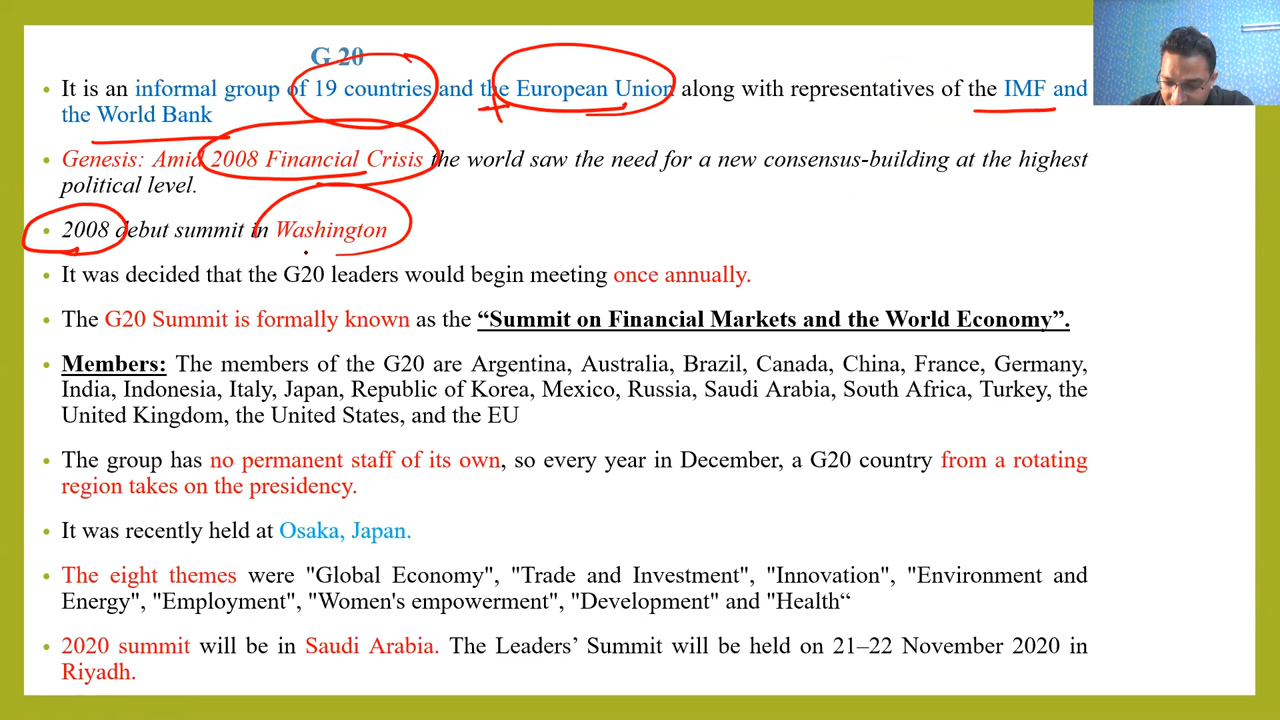 G 20
It is an informal group of 19 countries and the European Union along with representatives of the IMF and
the World Bank
Genesis: Amid 2008 Financial Crisis the world saw the need for a new consensus-building at the highest
political level.
2008 debut summit in Washington
It was decided that the G20 leaders would begin meeting once annually.
The G20 Summit is formally known as the “Summit on Financial Markets and the World Economy”.
Members: The members of the G20 are Argentina, Australia, Brazil, Canada, China, France, Germany,
India, Indonesia, Italy, Japan, Republic of Korea, Mexico, Russia, Saudi Arabia, South Africa, Turkey, the
United Kingdom, the United States, and the EU
The group has no permanent staff of its own, so every year in December, a G20 country from a rotating
region takes on the presidency.
It was recently held at Osaka, Japan.
The eight themes were "Global Economy", "Trade and Investment", "Innovation", "Environment and
Energy", "Employment", "Women's empowerment", "Development" and "Health“
2020 summit will be in Saudi Arabia. The Leaders’ Summit will be held on 21–22 November 2020 in
Riyadh.